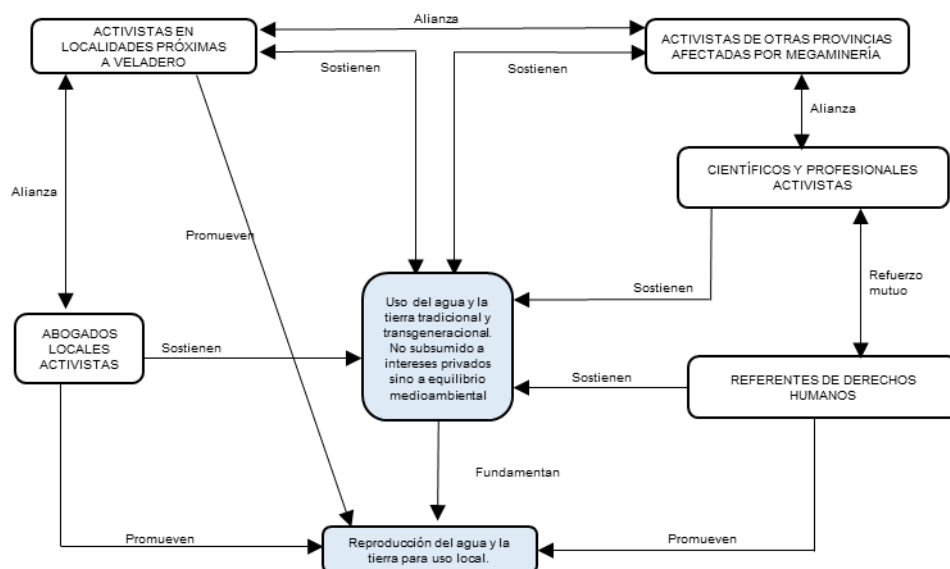 Alianza
ACTIVISTAS EN
LOCALIDADES PRÓXIMAS
A VELADERO
ACTIVISTAS DE OTRAS PROVINCIAS
AFECTADAS POR MEGAMINERÍA
Sostienen
Sostienen
Alianza
CIENTÍFICOS Y PROFESIONALES
ACTIVISTAS
Alianza
Promueven
Refuerzo
mutuo
Sostienen
Uso del agua y la
tierra tradicional y
transgeneracional.
No subsumido a
intereses privados
sino a equilibrio
medioambiental
ABOGADOS
LOCALES
ACTIVISTAS
Sostienen
Sostienen
REFERENTES DE DERECHOS
HUMANOS
Fundamentan
Promueven
Reproducción del agua y la
tierra para uso local.
Promueven